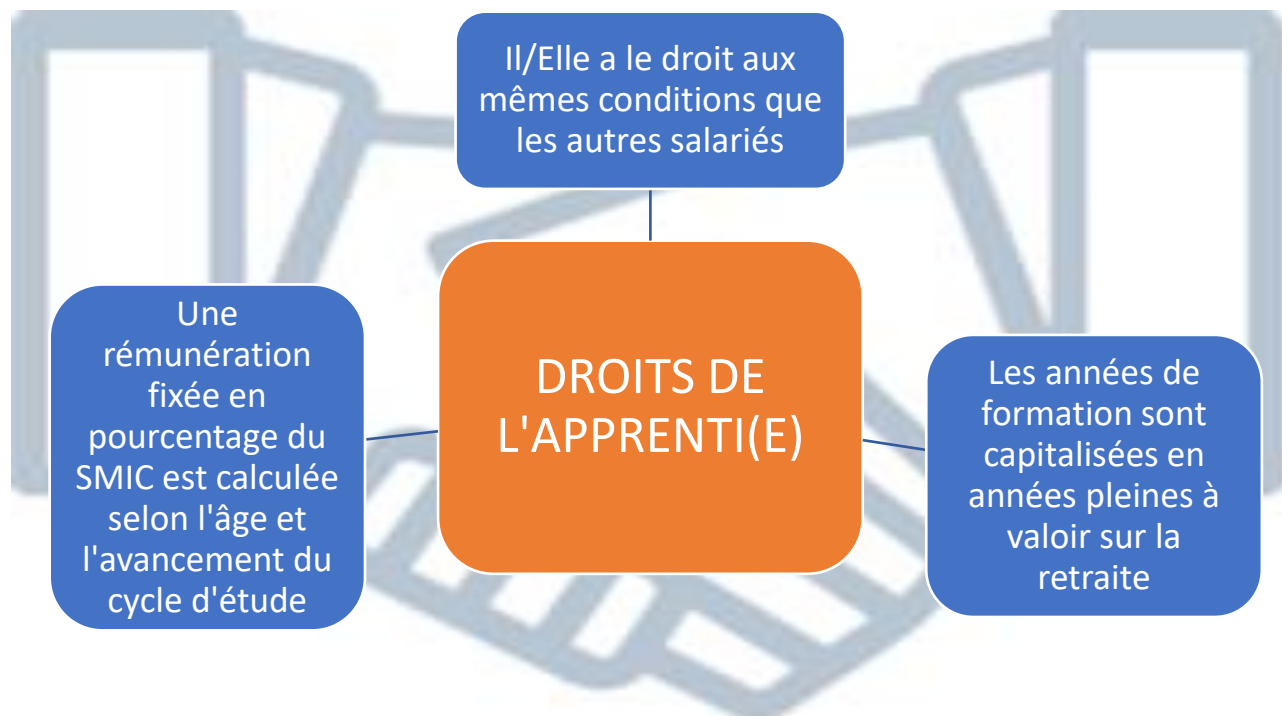 Il/Elle a le droit aux
mêmes conditions que
les autres salariés
Une
rémunération
fixée en
pourcentage du
SMIC est calculée
selon l'âge et
l'avancement du
cycle d'étude
DROITS DE
L'APPRENTI(E)
Les années de
formation sont
capitalisées en
années pleines à
valoir sur la
retraite